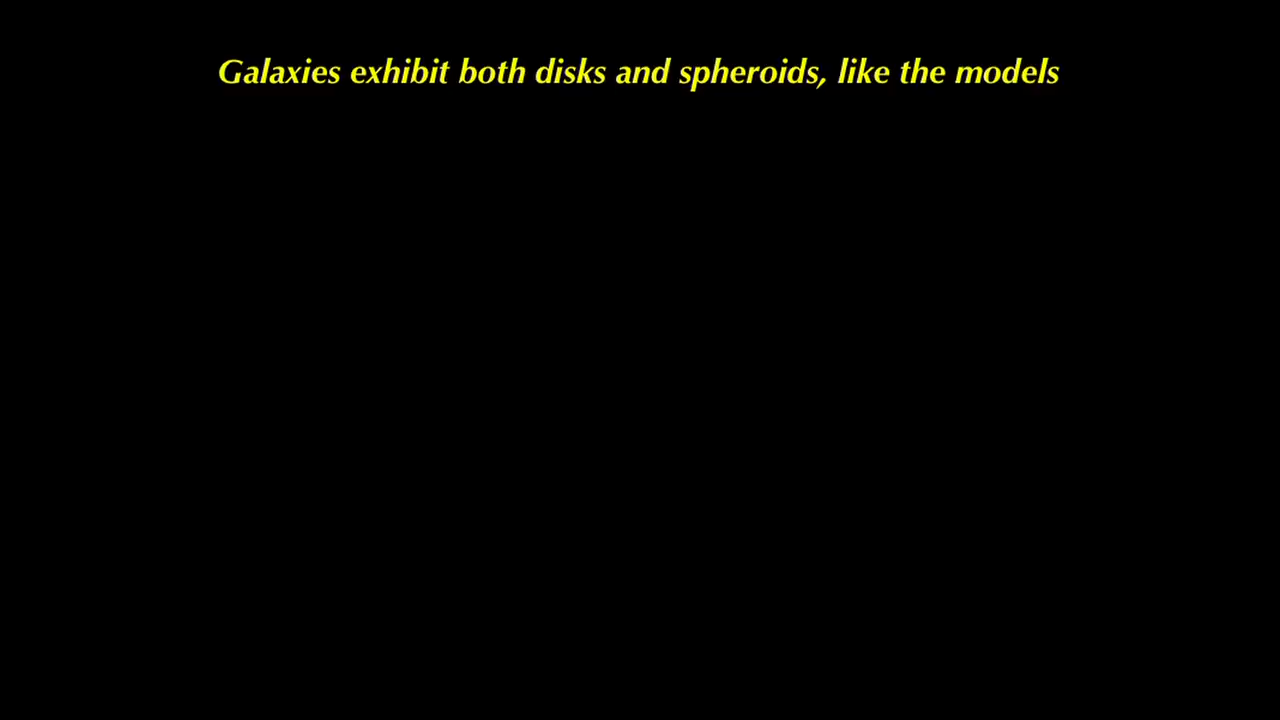 Galaxies exhibit both disks and spheroids, like the models